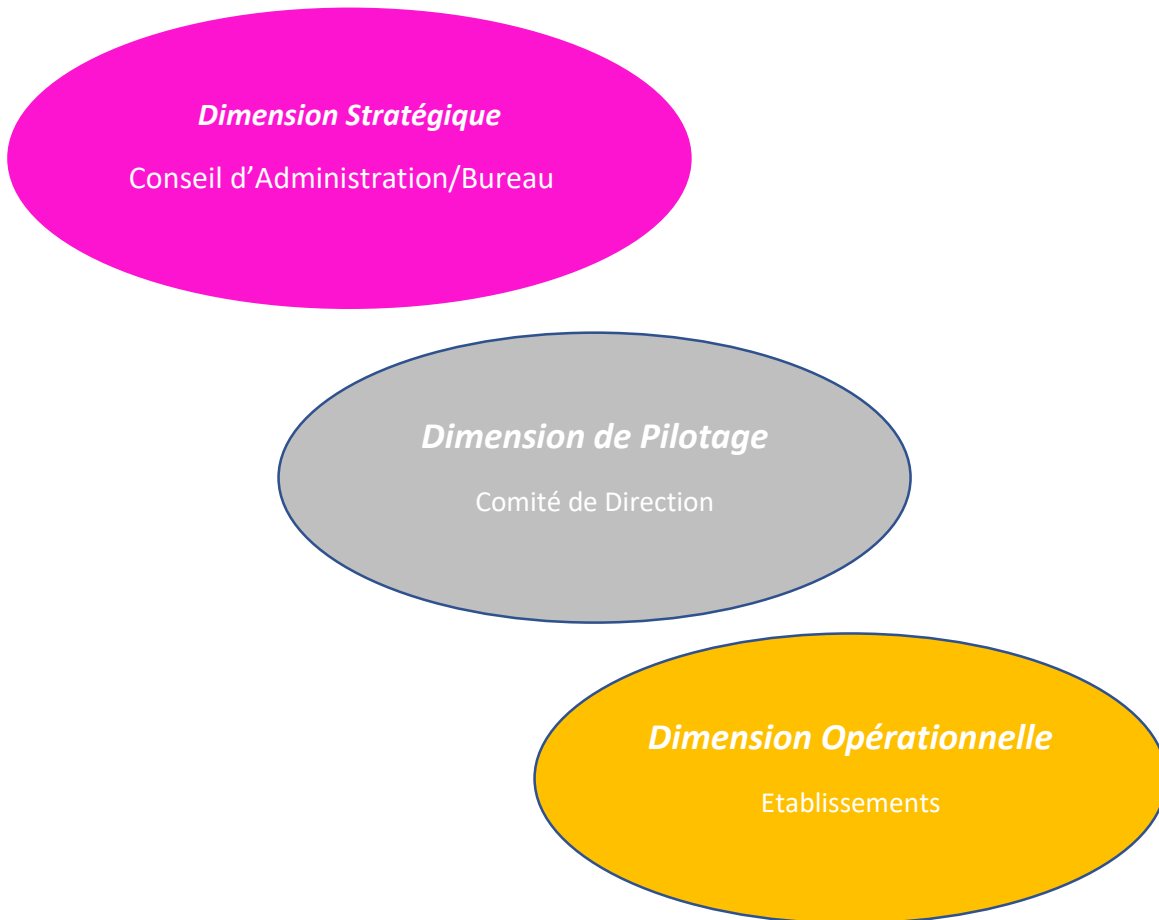 Dimension Stratégique
Conseil d’Administration/Bureau
Dimension de Pilotage
Comité de Direction
Dimension Opérationnelle
Etablissements